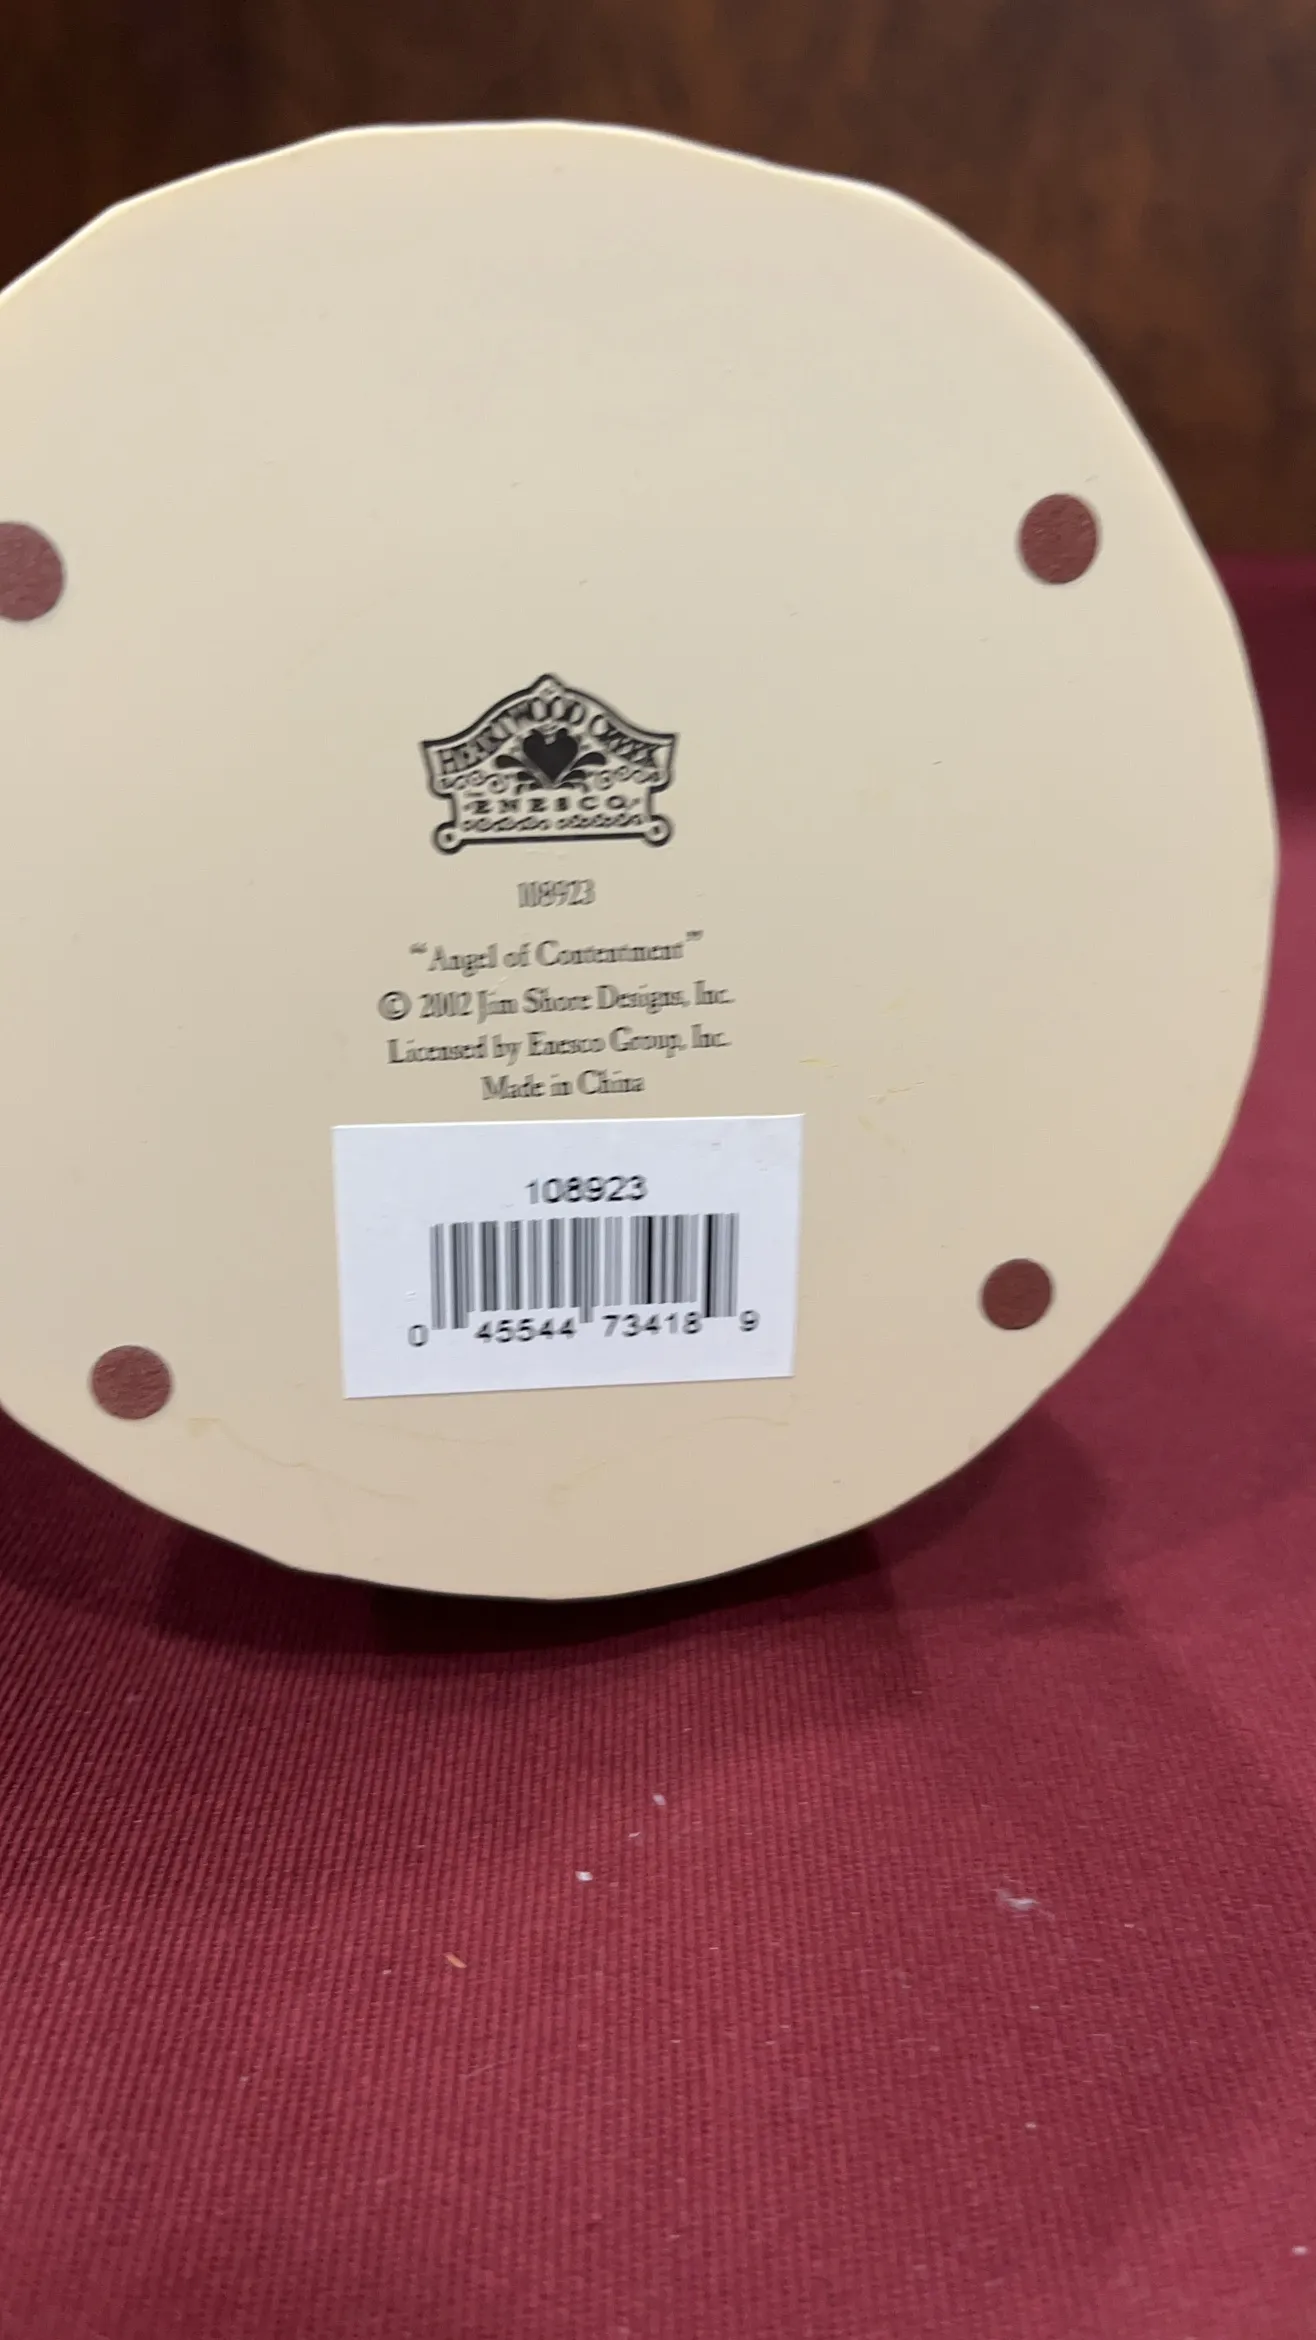 HEARTWOOD CREEK
ENESCO
108923
“Angel of Contentment”
© 2002 Jim Shore Designs, Inc.
Licensed by Enesco Group, Inc.
Made in China
108923
0 45544 73418 9